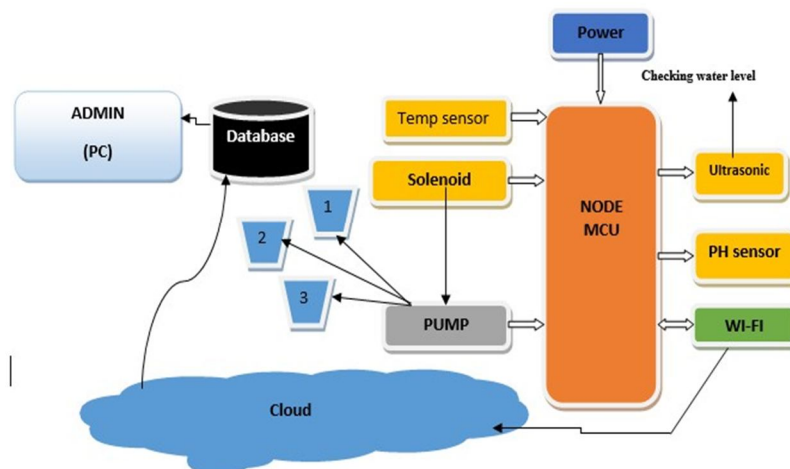 Power
Checking water level
ADMIN
(PC)
Database
Temp sensor
Solenoid
Ultrasonic
1
2
3
NODE
MCU
PH sensor
PUMP
WI-FI
Cloud